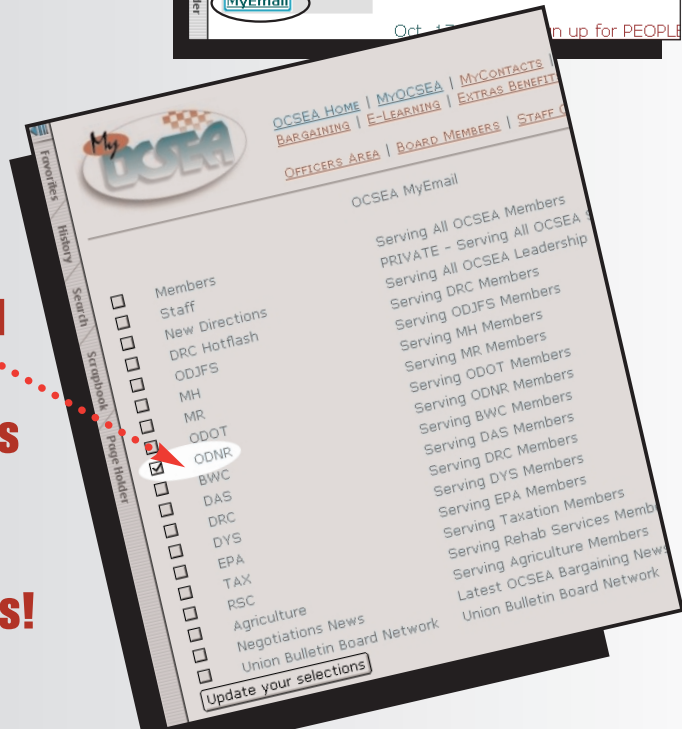 MyEmail
Oct. 17 n up for PEOPLE
My
OCSEA
OCSEA HOME | MYOCSEA | MYCONTACTS |
BARGAINING | E-LEARNING | EXTRAS BENEFIT
OFFICERS AREA | BOARD MEMBERS | STAFF
Favorites
History
Search
Scrapbook
Page Holder
OCSEA MyEmail
Members Serving All OCSEA Members
Staff PRIVATE - Serving All OCSEA S
New Directions Serving All OCSEA Leadership
DRC Hotflash Serving DRC Members
ODJFS Serving ODJFS Members
MH Serving MH Members
MR Serving MR Members
ODOT Serving ODOT Members
ODNR Serving ODNR Members
BWC Serving BWC Members
DAS Serving DAS Members
DRC Serving DRC Members
DYS Serving DYS Members
EPA Serving EPA Members
TAX Serving Taxation Members
RSC Serving Rehab Services Memb
Agriculture Serving Agriculture Members
Negotiations News Latest OCSEA Bargaining News
Union Bulletin Board Network Union Bulletin Board Network
Update your selections
s
s!